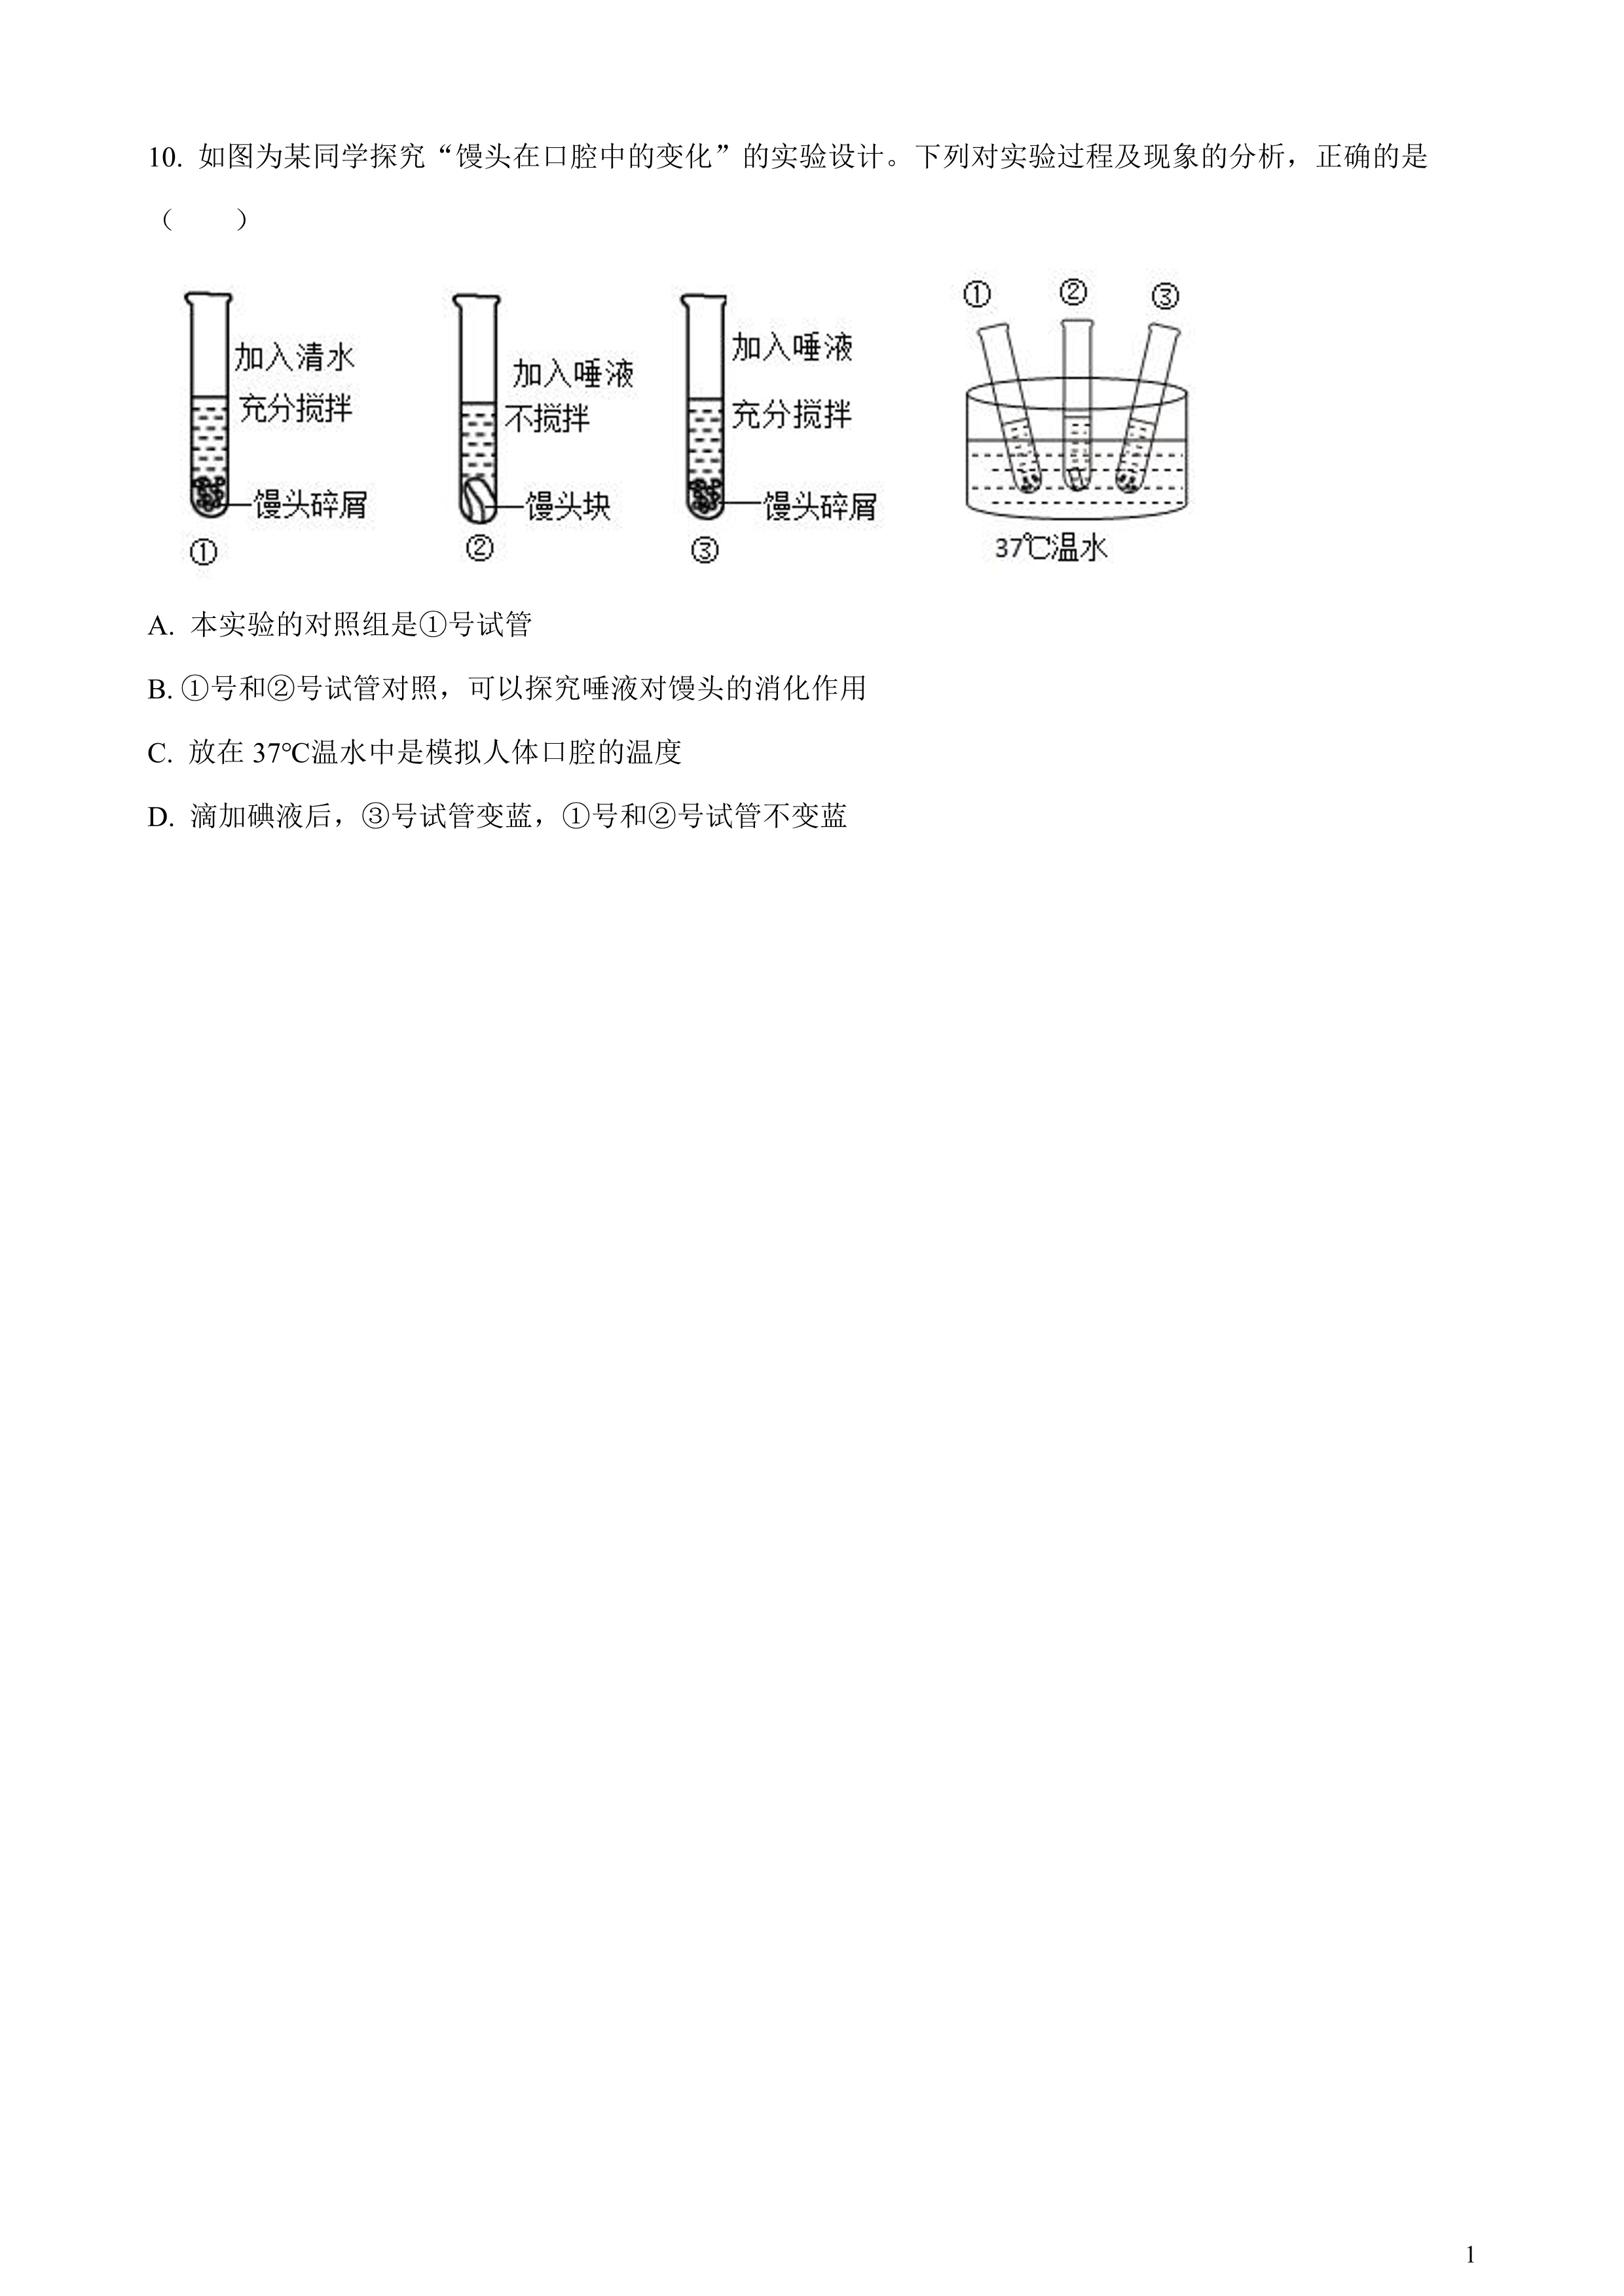 10. 如图为某同学探究“馒头在口腔中的变化”的实验设计。下列对实验过程及现象的分析，正确的是
（　　）
① ② ③
加入清水
充分搅拌
馒头碎屑
①
加入唾液
不搅拌
馒头块
②
加入唾液
充分搅拌
馒头碎屑
③
37℃温水
A. 本实验的对照组是①号试管
B. ①号和②号试管对照，可以探究唾液对馒头的消化作用
C. 放在 37℃温水中是模拟人体口腔的温度
D. 滴加碘液后，③号试管变蓝，①号和②号试管不变蓝
1